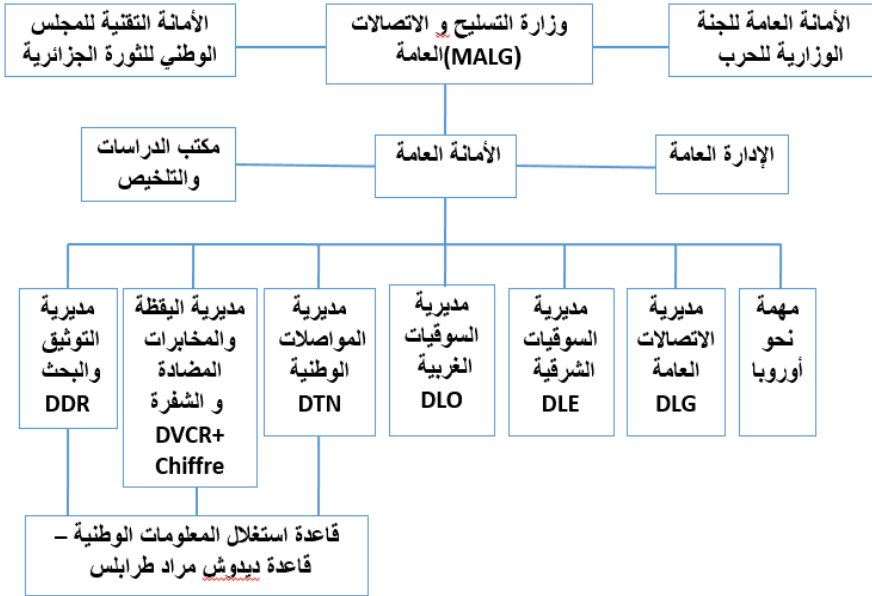 الأمانة العامة للجنة
الوزارية للحرب
وزارة التسليح و الاتصالات
العامة(MALG)
الأمانة التقنية للمجلس
الوطني للثورة الجزائرية
الإدارة العامة
الأمانة العامة
مكتب الدراسات
والتلخيص
مهمة
نحو
أوروبا
مديرية
الاتصالات
العامة
DLG
مديرية
السوقيات
الشرقية
DLE
مديرية
السوقيات
الغربية
DLO
مديرية
المواصلات
الوطنية
DTN
مديرية اليقظة
والمخابرات
المضادة
و الشفرة
DVCR+
Chiffre
مديرية
التوثيق
والبحث
DDR
قاعدة استغلال المعلومات الوطنية –
قاعدة ديدوش مراد طرابلس